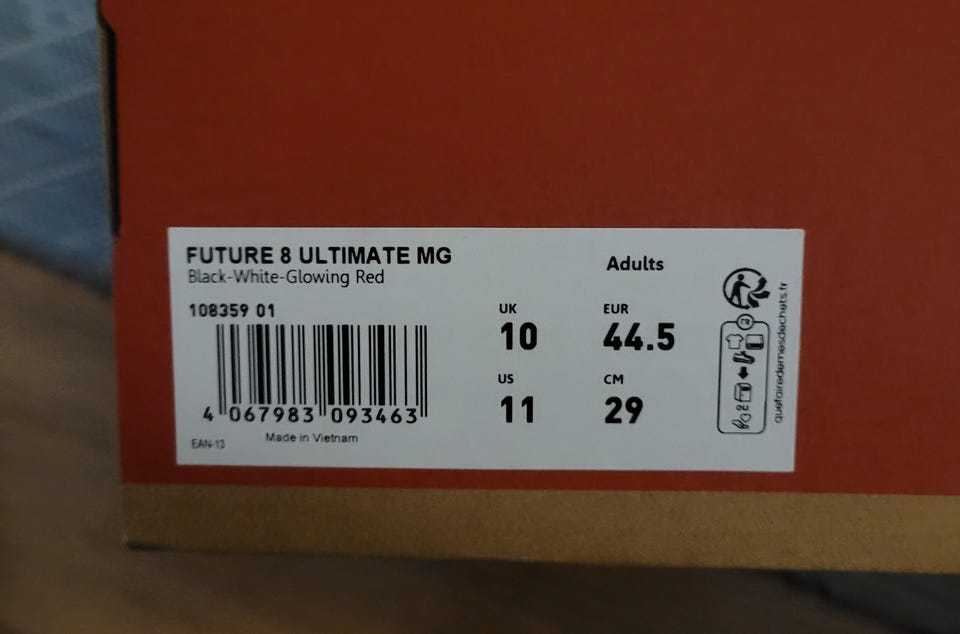 FUTURE 8 ULTIMATE MG
Black-White-Glowing Red
108359 01
4 067983 093463
EAN-13
Made in Vietnam
Adults
UK
10
EUR
44.5
US
11
CM
29
FR
quefairedemesdechets.fr